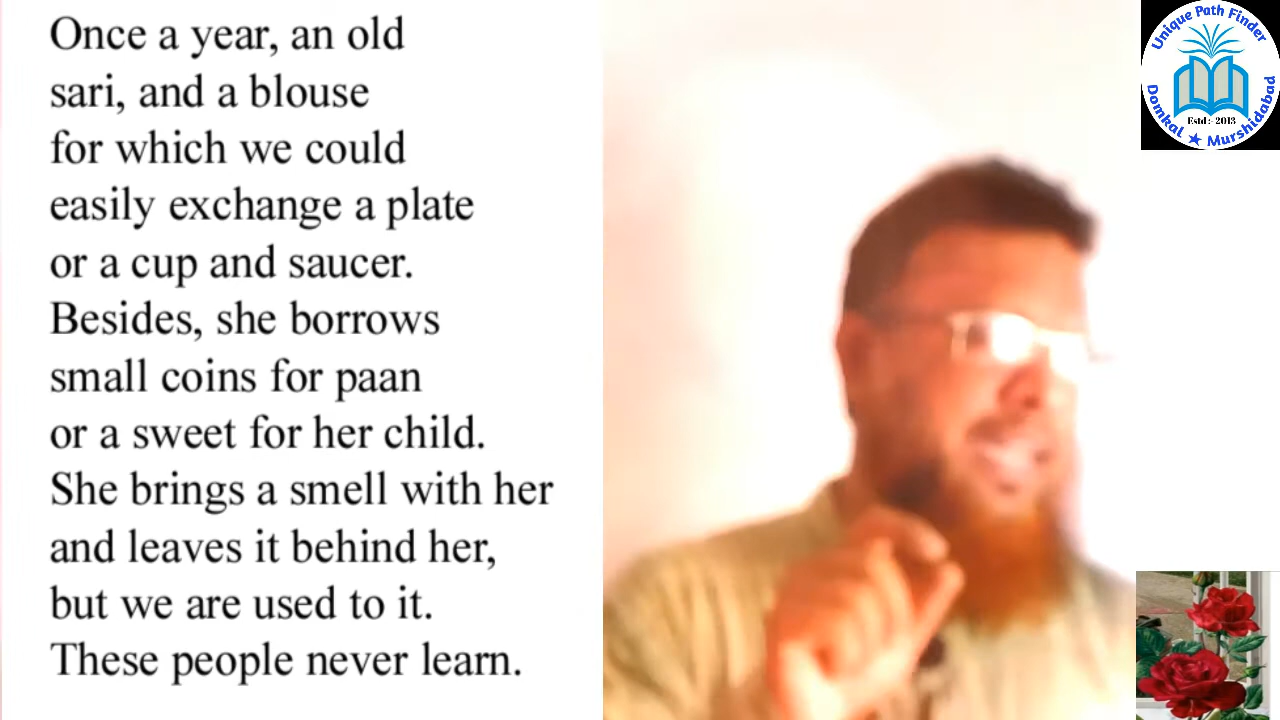 Once a year, an old
sari, and a blouse
for which we could
easily exchange a plate
or a cup and saucer.
Besides, she borrows
small coins for paan
or a sweet for her child.
She brings a smell with her
and leaves it behind her,
but we are used to it.
These people never learn.
Unique Path Finder
Estd :- 2013
Domkal ★ Murshidabad